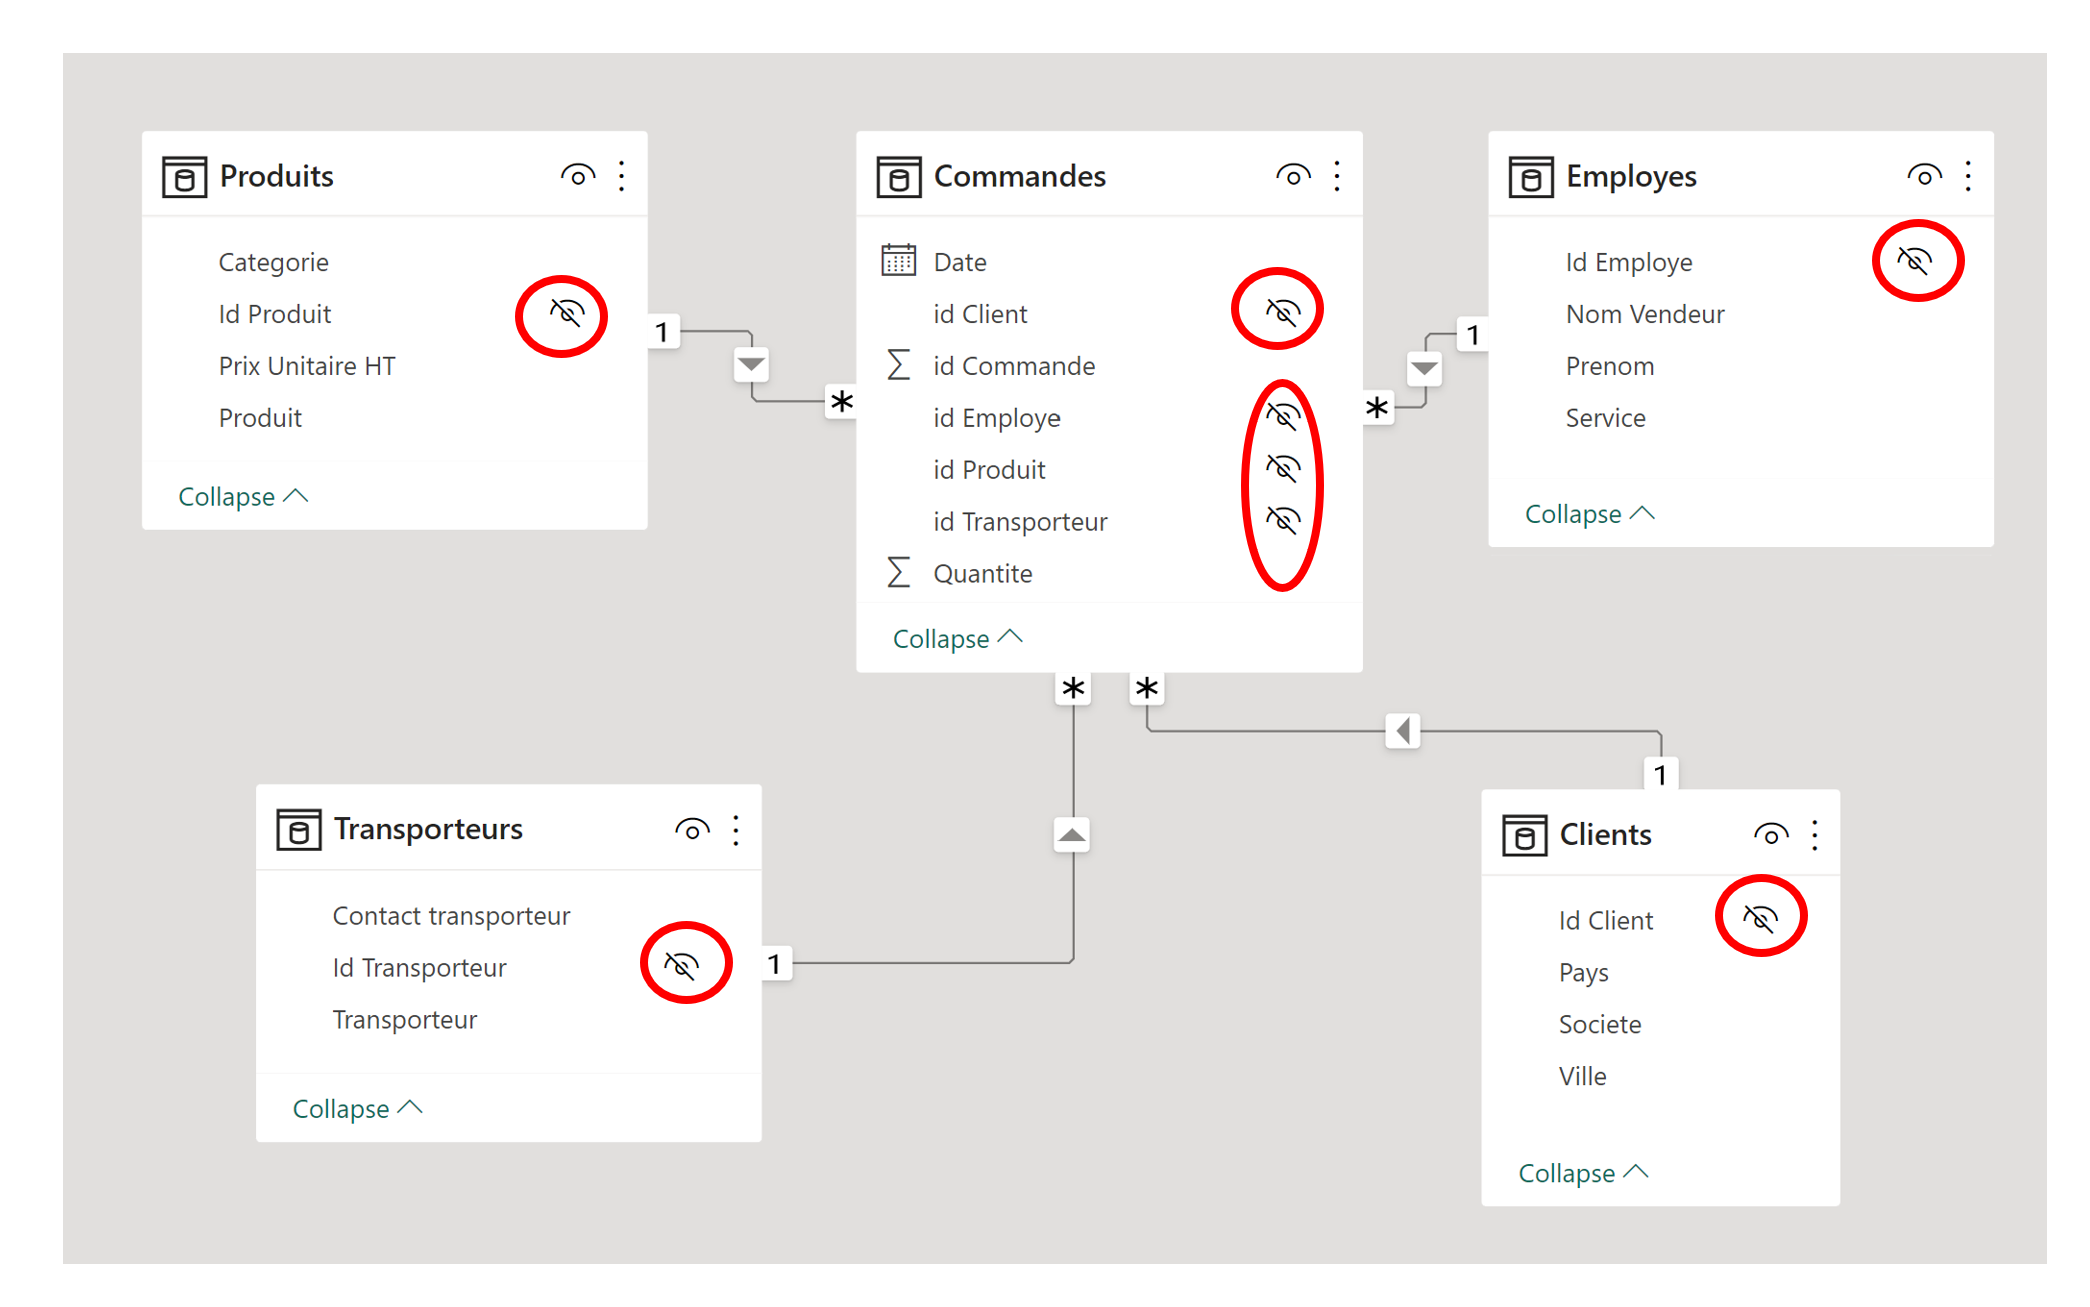 Produits
Categorie
Id Produit
Prix Unitaire HT
Produit
Collapse
1
*
Commandes
Date
id Client
Σ id Commande
id Employe
id Produit
id Transporteur
Σ Quantite
Collapse
*
1
Employes
Id Employe
Nom Vendeur
Prenom
Service
Collapse
* *
Transporteurs
Contact transporteur
Id Transporteur
Transporteur
Collapse
1
1
Clients
Id Client
Pays
Societe
Ville
Collapse